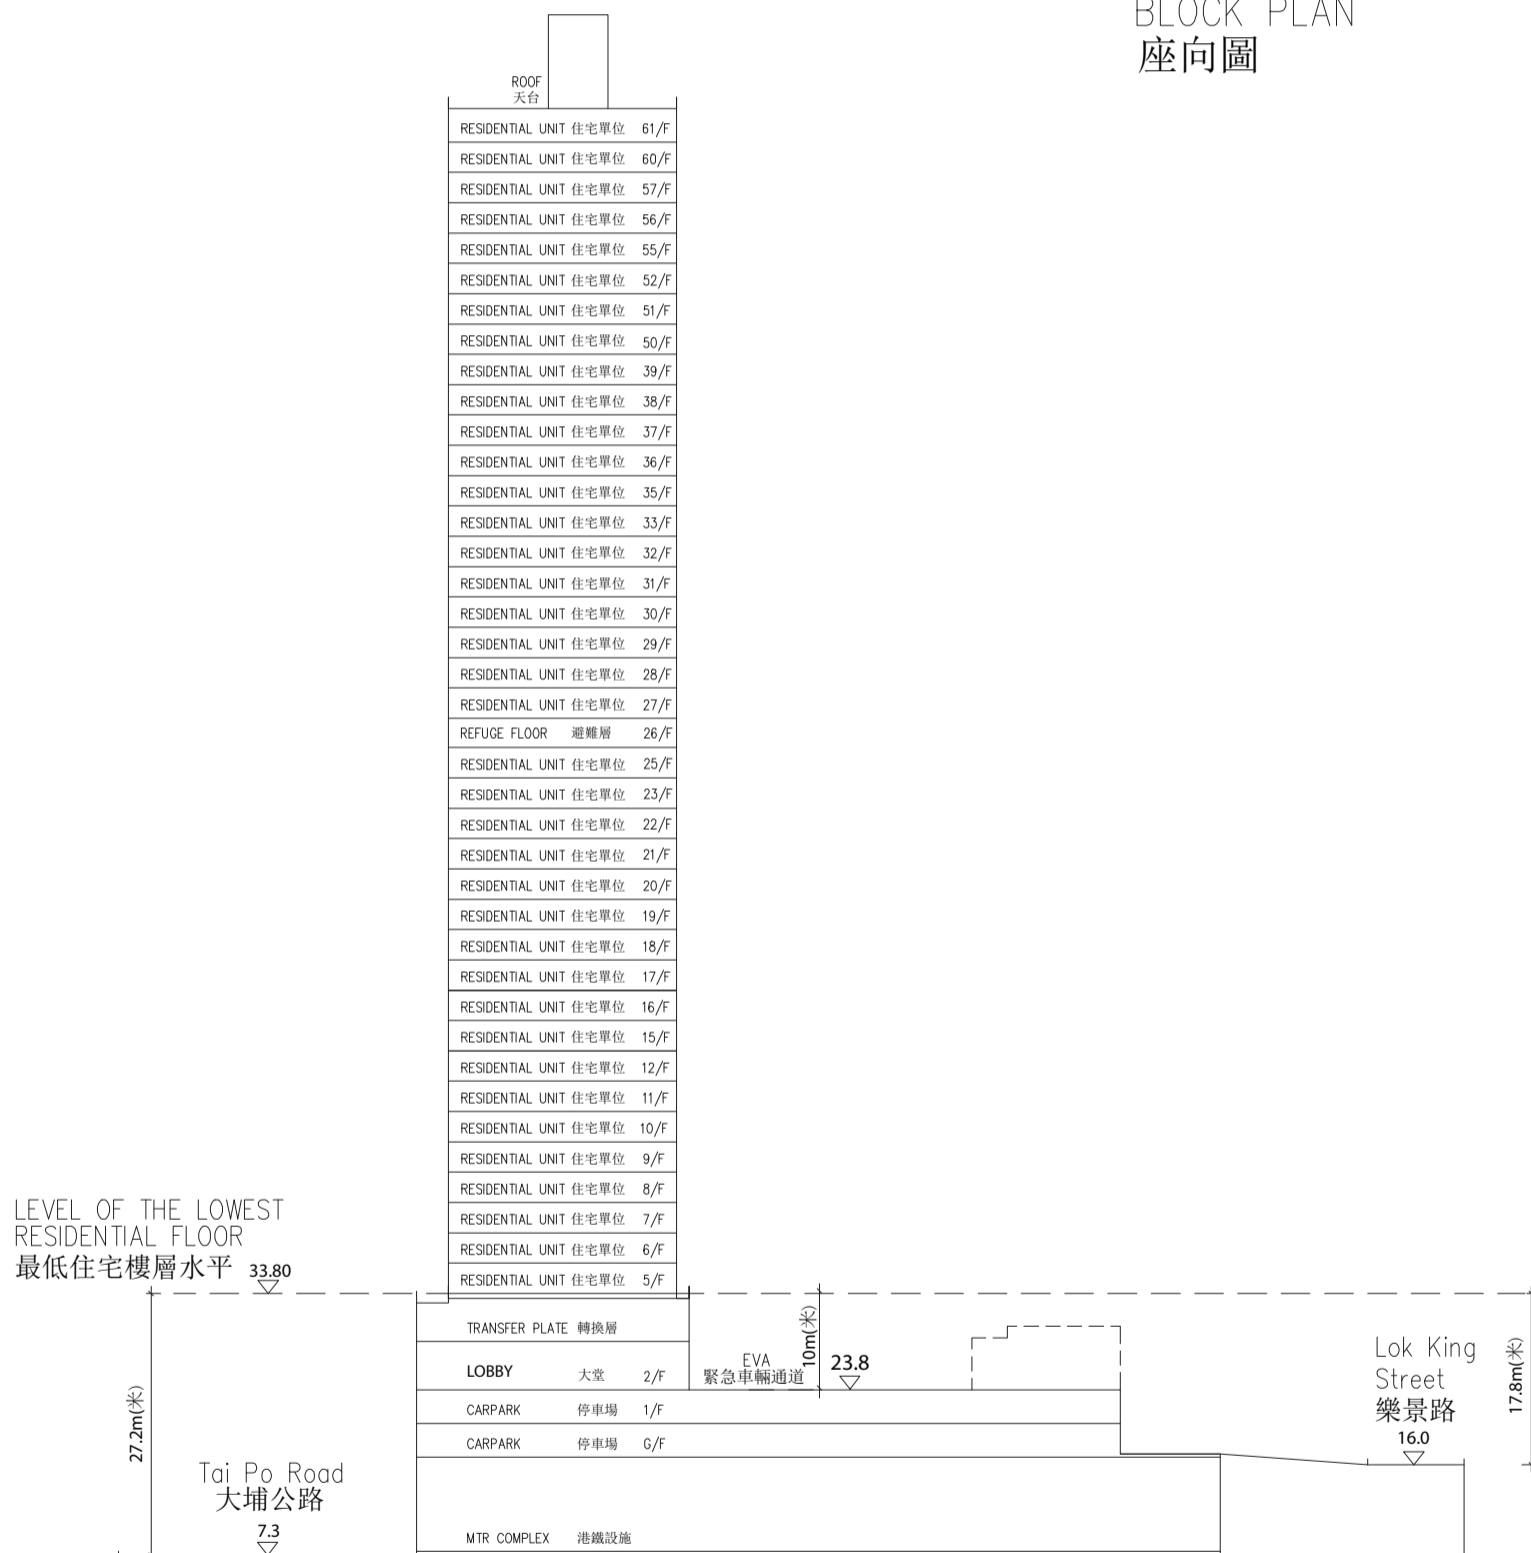 BLOCK PLAN
座向圖
ROOF
天台
RESIDENTIAL UNIT 住宅單位 61/F
RESIDENTIAL UNIT 住宅單位 60/F
RESIDENTIAL UNIT 住宅單位 57/F
RESIDENTIAL UNIT 住宅單位 56/F
RESIDENTIAL UNIT 住宅單位 55/F
RESIDENTIAL UNIT 住宅單位 52/F
RESIDENTIAL UNIT 住宅單位 51/F
RESIDENTIAL UNIT 住宅單位 50/F
RESIDENTIAL UNIT 住宅單位 39/F
RESIDENTIAL UNIT 住宅單位 38/F
RESIDENTIAL UNIT 住宅單位 37/F
RESIDENTIAL UNIT 住宅單位 36/F
RESIDENTIAL UNIT 住宅單位 35/F
RESIDENTIAL UNIT 住宅單位 33/F
RESIDENTIAL UNIT 住宅單位 32/F
RESIDENTIAL UNIT 住宅單位 31/F
RESIDENTIAL UNIT 住宅單位 30/F
RESIDENTIAL UNIT 住宅單位 29/F
RESIDENTIAL UNIT 住宅單位 28/F
RESIDENTIAL UNIT 住宅單位 27/F
REFUGE FLOOR 避難層 26/F
RESIDENTIAL UNIT 住宅單位 25/F
RESIDENTIAL UNIT 住宅單位 23/F
RESIDENTIAL UNIT 住宅單位 22/F
RESIDENTIAL UNIT 住宅單位 21/F
RESIDENTIAL UNIT 住宅單位 20/F
RESIDENTIAL UNIT 住宅單位 19/F
RESIDENTIAL UNIT 住宅單位 18/F
RESIDENTIAL UNIT 住宅單位 17/F
RESIDENTIAL UNIT 住宅單位 16/F
RESIDENTIAL UNIT 住宅單位 15/F
RESIDENTIAL UNIT 住宅單位 12/F
RESIDENTIAL UNIT 住宅單位 11/F
RESIDENTIAL UNIT 住宅單位 10/F
RESIDENTIAL UNIT 住宅單位 9/F
RESIDENTIAL UNIT 住宅單位 8/F
RESIDENTIAL UNIT 住宅單位 7/F
RESIDENTIAL UNIT 住宅單位 6/F
RESIDENTIAL UNIT 住宅單位 5/F
LEVEL OF THE LOWEST
RESIDENTIAL FLOOR
最低住宅樓層水平 33.80
TRANSFER PLATE 轉換層
LOBBY 大堂 2/F
EVA
緊急車輛通道
10m(米)
23.8
CARPARK 停車場 1/F
CARPARK 停車場 G/F
MTR COMPLEX 港鐵設施
27.2m(米)
Tai Po Road
大埔公路
7.3
Lok King
Street
樂景路
16.0
17.8m(米)